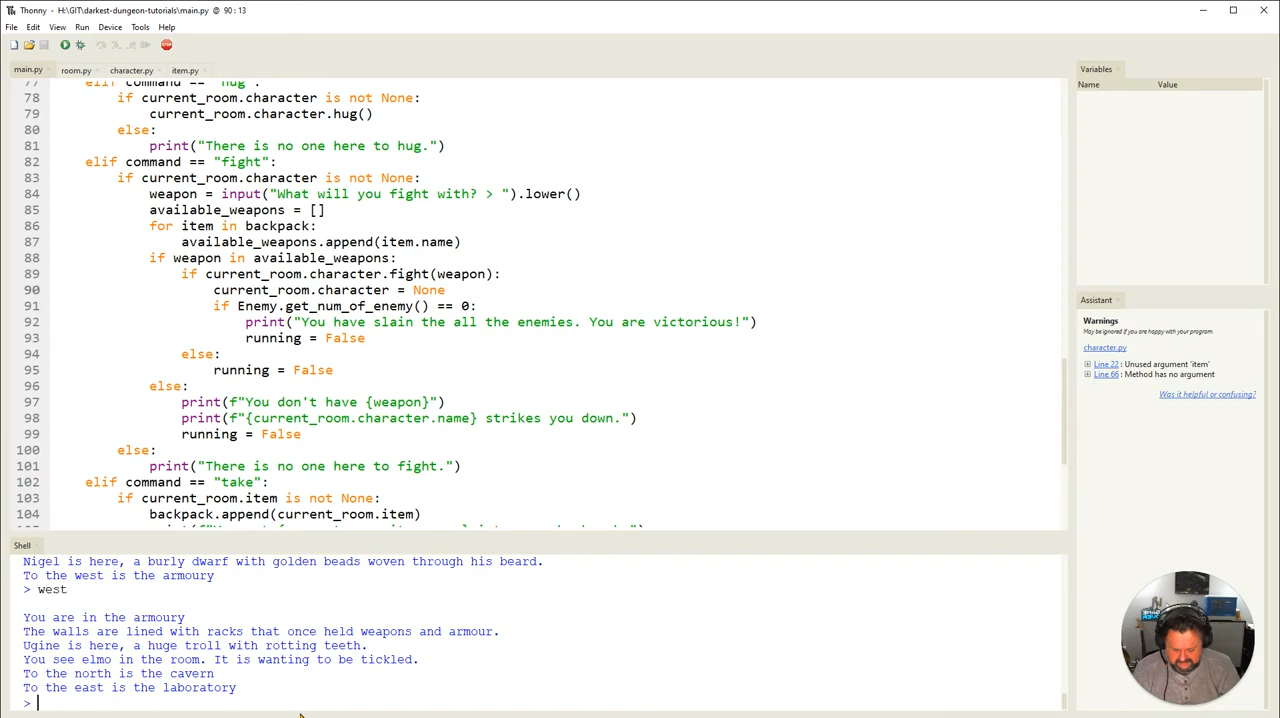 Thonny - H:\GIT\darkest-dungeon-tutorials\main.py @ 90 : 13
File Edit View Run Device Tools Help
main.py room.py character.py item.py
77 elif command == "hug":
78 if current_room.character is not None:
79 current_room.character.hug()
80 else:
81 print("There is no one here to hug.")
82 elif command == "fight":
83 if current_room.character is not None:
84 weapon = input("What will you fight with? > ").lower()
85 available_weapons = []
86 for item in backpack:
87 available_weapons.append(item.name)
88 if weapon in available_weapons:
89 if current_room.character.fight(weapon):
90 current_room.character = None
91 if Enemy.get_num_of_enemy() == 0:
92 print("You have slain the all the enemies. You are victorious!")
93 running = False
94 else:
95 running = False
96 else:
97 print(f"You don't have {weapon}")
98 print(f"{current_room.character.name} strikes you down.")
99 running = False
100 else:
101 print("There is no one here to fight.")
102 elif command == "take":
103 if current_room.item is not None:
104 backpack.append(current_room.item)
Shell
Nigel is here, a burly dwarf with golden beads woven through his beard.
To the west is the armoury
> west
You are in the armoury
The walls are lined with racks that once held weapons and armour.
Ugine is here, a huge troll with rotting teeth.
You see elmo in the room. It is wanting to be tickled.
To the north is the cavern
To the east is the laboratory
>
Variables
Name Value
Assistant
Warnings
May be ignored if you are happy with your program.
character.py
Line 22 : Unused argument 'item'
Line 66 : Method has no argument
Was it helpful or confusing?